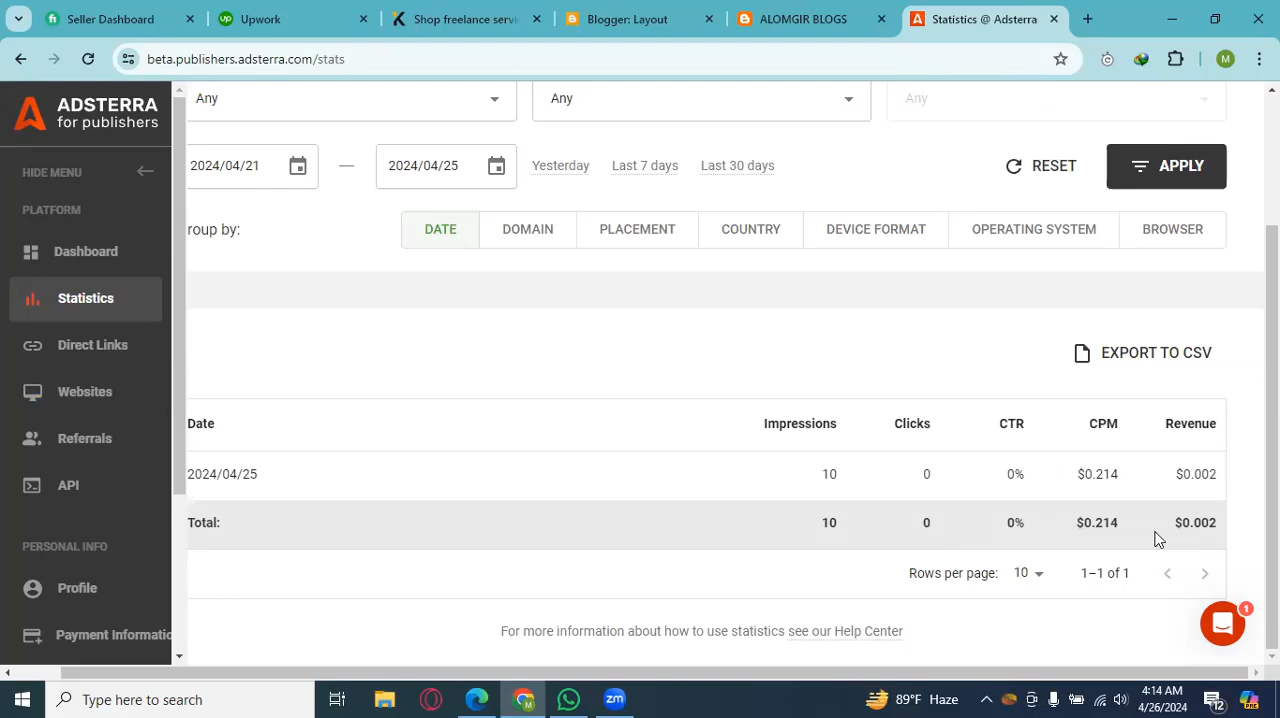 Seller Dashboard
Upwork
Shop freelance servi
Blogger: Layout
ALOMGIR BLOGS
Statistics @ Adsterra
beta.publishers.adsterra.com/stats
M
ADSTERRA
for publishers
HIDE MENU
PLATFORM
Dashboard
Statistics
Direct Links
Websites
Referrals
API
PERSONAL INFO
Profile
Payment Informatic
Any
Any
Any
2024/04/21
—
2024/04/25
Yesterday
Last 7 days
Last 30 days
RESET
APPLY
roup by:
DATE
DOMAIN
PLACEMENT
COUNTRY
DEVICE FORMAT
OPERATING SYSTEM
BROWSER
EXPORT TO CSV
Date Impressions Clicks CTR CPM Revenue
2024/04/25 10 0 0% $0.214 $0.002
Total: 10 0 0% $0.214 $0.002
Rows per page: 10 1–1 of 1
For more information about how to use statistics see our Help Center
1
Type here to search
zm
89°F Haze
4:14 AM
4/26/2024
12